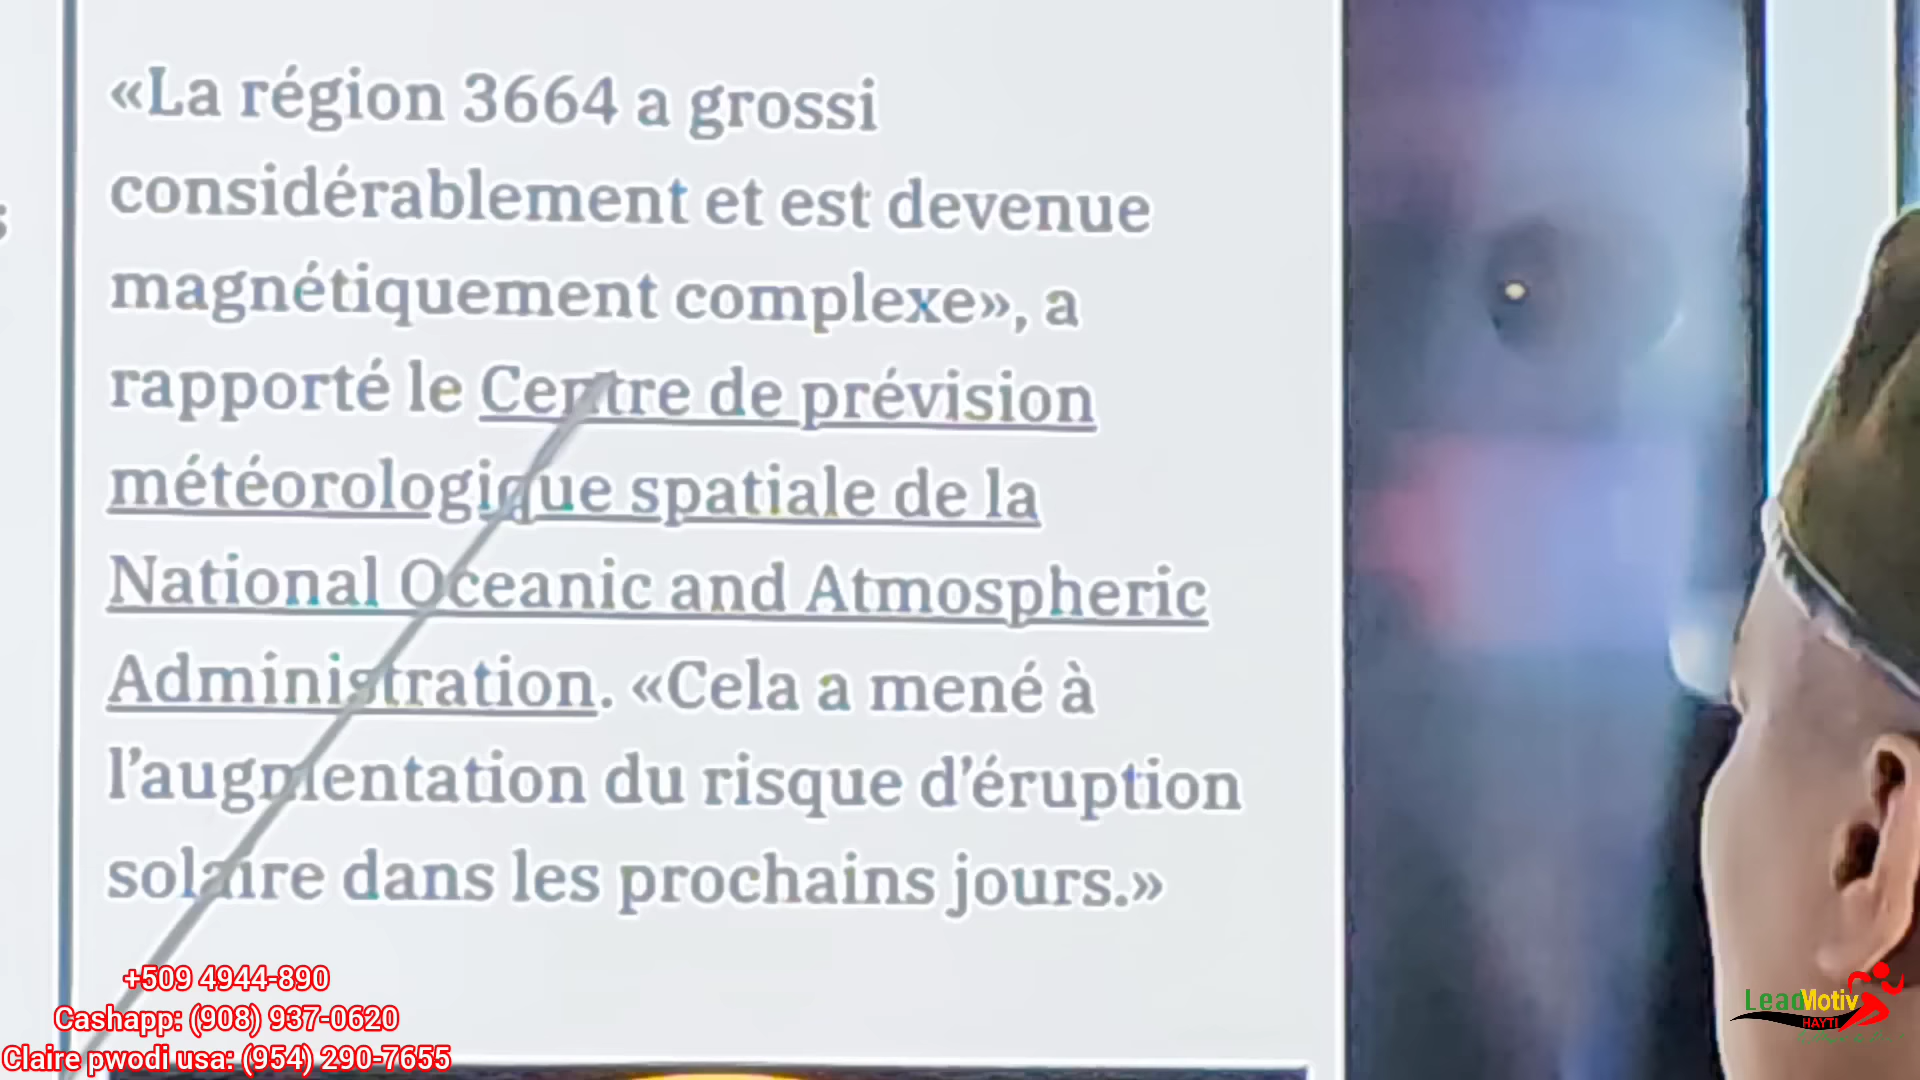 «La région 3664 a grossi
considérablement et est devenue
magnétiquement complexe», a
rapporté le Centre de prévision
météorologique spatiale de la
National Oceanic and Atmospheric
Administration. «Cela a mené à
l’augmentation du risque d’éruption
solaire dans les prochains jours.»
+509 4944-890
Cashapp: (908) 937-0620
Claire pwodi usa: (954) 290-7655
LeadMotiv
HAYTI